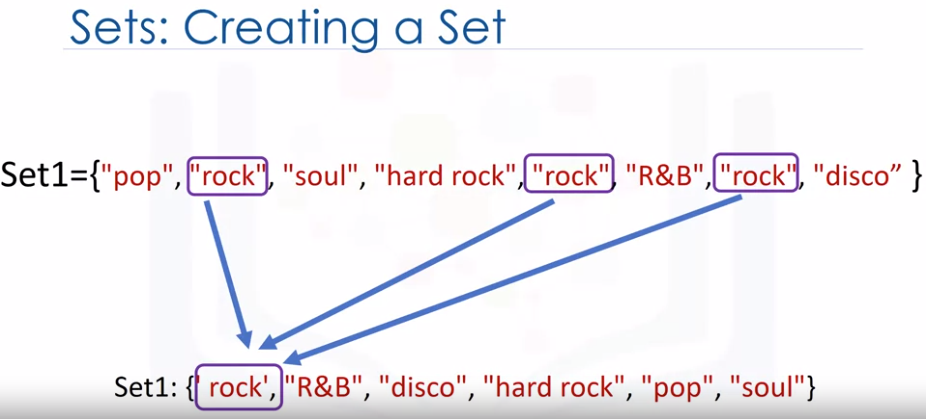 Sets: Creating a Set
Set1={"pop", "rock", "soul", "hard rock", "rock", "R&B", "rock", "disco” }
Set1: {' rock', "R&B", "disco", "hard rock", "pop", "soul"}